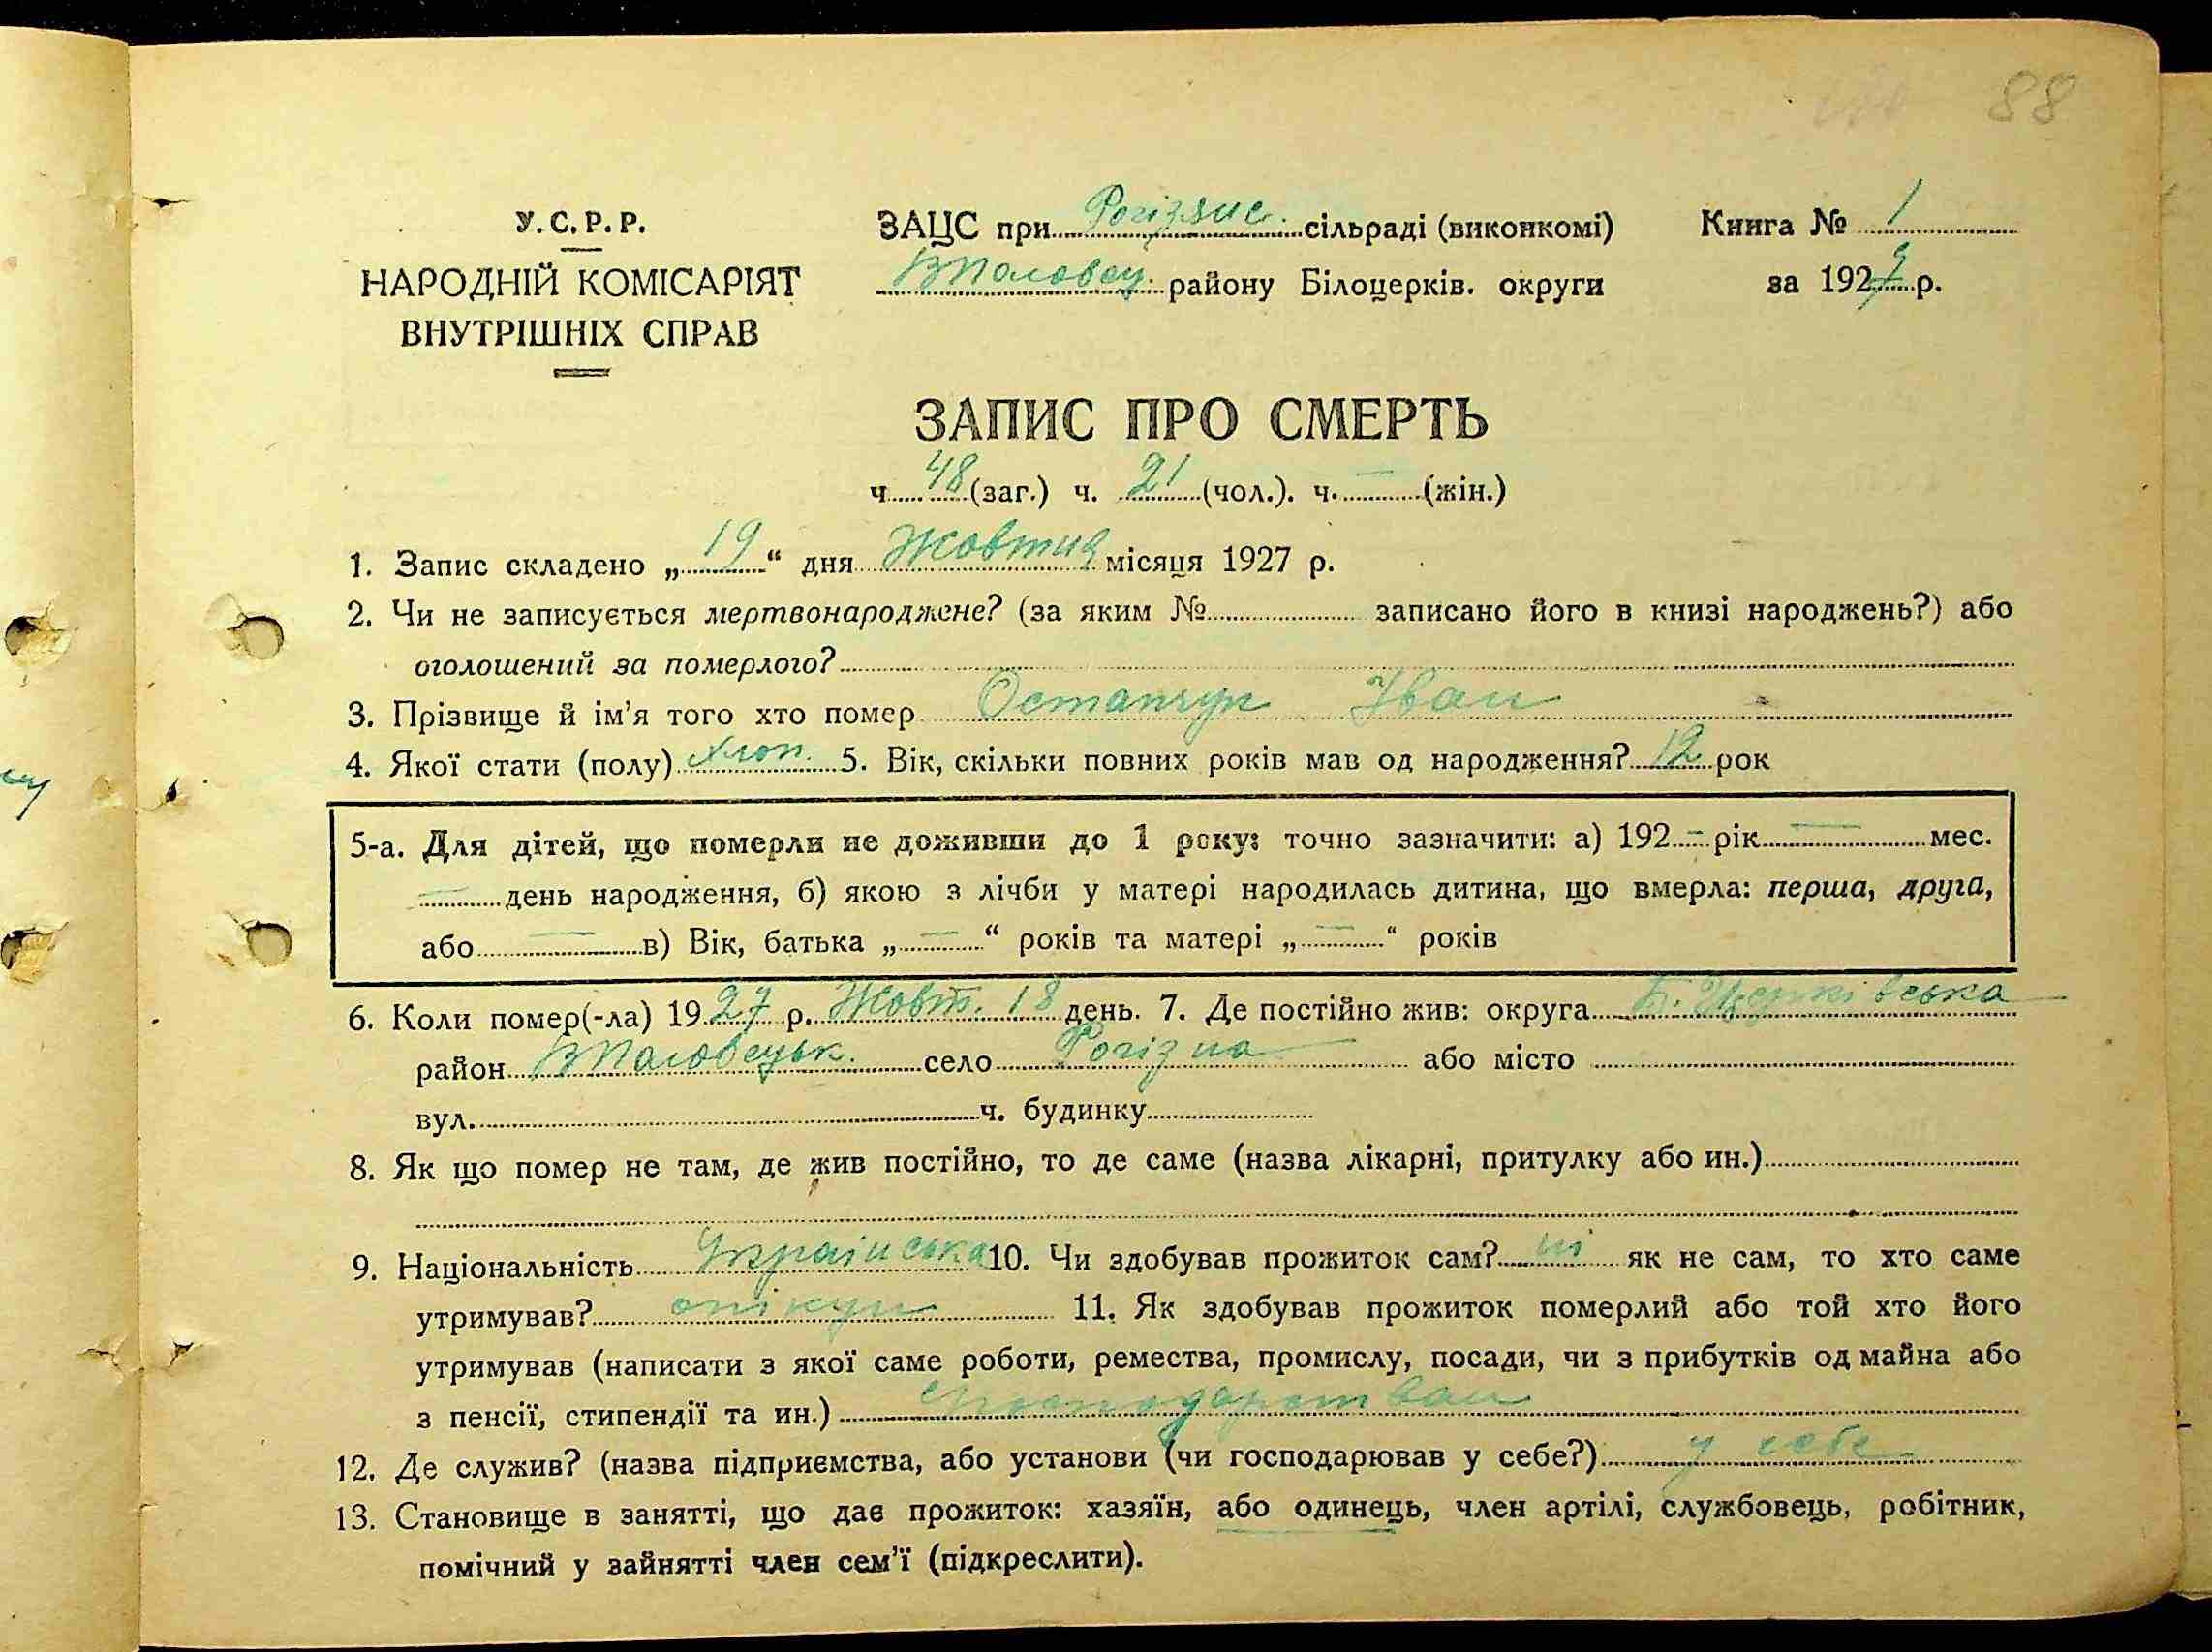 88
У.С.Р.Р.
НАРОДНІЙ КОМІСАРІЯТ
ВНУТРІШНІХ СПРАВ
ЗАЦС при Рогізянс. сільраді (виконкомі)
Вполовец. району Білоцерків. округи
Книга № 1
за 1927 р.
ЗАПИС ПРО СМЕРТЬ
ч 48 (заг.) ч. 21 (чол.). ч. — (жін.)
1. Запис складено „ 19 “ дня Жовтня місяця 1927 р.
2. Чи не записується мертвонароджене? (за яким № записано його в книзі народжень?) або
оголошений за померлого?
3. Прізвище й ім’я того хто помер Остапчук Іван
4. Якої стати (полу) хлоп. 5. Вік, скільки повних років мав од народження? 12 рок
5-а. Для дітей, що померли не доживши до 1 року: точно зазначити: а) 192 – рік — мес.
— день народження, б) якою з лічби у матері народилась дитина, що вмерла: перша, друга,
або — в) Вік, батька „ — “ років та матері „ — “ років
6. Коли помер(-ла) 1927 р. Жовт. 18 день. 7. Де постійно жив: округа Б. Церківська
район Вполовецьк. село Рогізна або місто
вул. ч. будинку
8. Як що помер не там, де жив постійно, то де саме (назва лікарні, притулку або ин.)
9. Національність Українська 10. Чи здобував прожиток сам? ні як не сам, то хто саме
утримував? опікун 11. Як здобував прожиток померлий або той хто його
утримував (написати з якої саме роботи, ремества, промислу, посади, чи з прибутків од майна або
з пенсії, стипендії та ин.)
12. Де служив? (назва підприємства, або установи (чи господарював у себе?) у себе
13. Становище в занятті, що дає прожиток: хазяїн, або одинець, член артілі, службовець, робітник,
помічний у зайнятті член сем’ї (підкреслити).